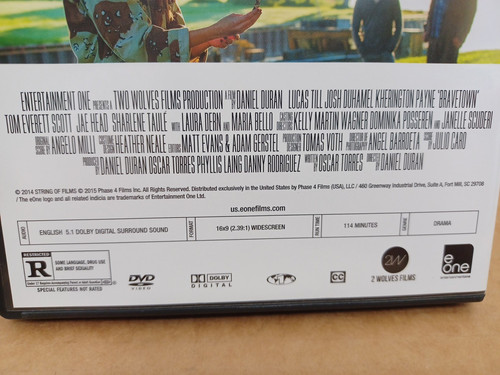 ENTERTAINMENT ONE PRESENTS A TWO WOLVES FILMS PRODUCTION A FILM BY DANIEL DURAN LUCAS TILL JOSH DUHAMEL KHERINGTON PAYNE "BRAVETOWN"
TOM EVERETT SCOTT JAE HEAD SHARLENE TAULE WITH LAURA DERN AND MARIA BELLO CASTING DIRECTORS KELLY MARTIN WAGNER DOMINIKA POSSEREN AND JANELLE SCUDERI
ORIGINAL SCORE BY ANGELO MILLI COSTUME DESIGNER HEATHER NEALE EDITORS MATT EVANS & ADAM GERSTEL PRODUCTION DESIGNER TOMAS VOTH DIRECTOR OF PHOTOGRAPHY ANGEL BARROETA EXECUTIVE PRODUCER JULIO CARO
PRODUCED BY DANIEL DURAN OSCAR TORRES PHYLLIS LAING DANNY RODRIGUEZ WRITTEN BY OSCAR TORRES DIRECTED BY DANIEL DURAN
© 2014 STRING OF FILMS © 2015 Phase 4 Films Inc. All Rights Reserved. Distributed exclusively in the United States by Phase 4 Films (USA), LLC / 460 Greenway Industrial Drive, Suite A, Fort Mill, SC 29708
/ The eOne logo and all related indicia are trademarks of Entertainment One Ltd.
us.eonefilms.com
AUDIO ENGLISH 5.1 DOLBY DIGITAL SURROUND SOUND FORMAT 16x9 (2.39:1) WIDESCREEN RUN TIME 114 MINUTES GENRE DRAMA
RESTRICTED
R SOME LANGUAGE, DRUG USE
AND BRIEF SEXUALITY
SPECIAL FEATURES NOT RATED
DVD
VIDEO
DOLBY
DIGITAL
CC
2W
2 WOLVES FILMS
e
one